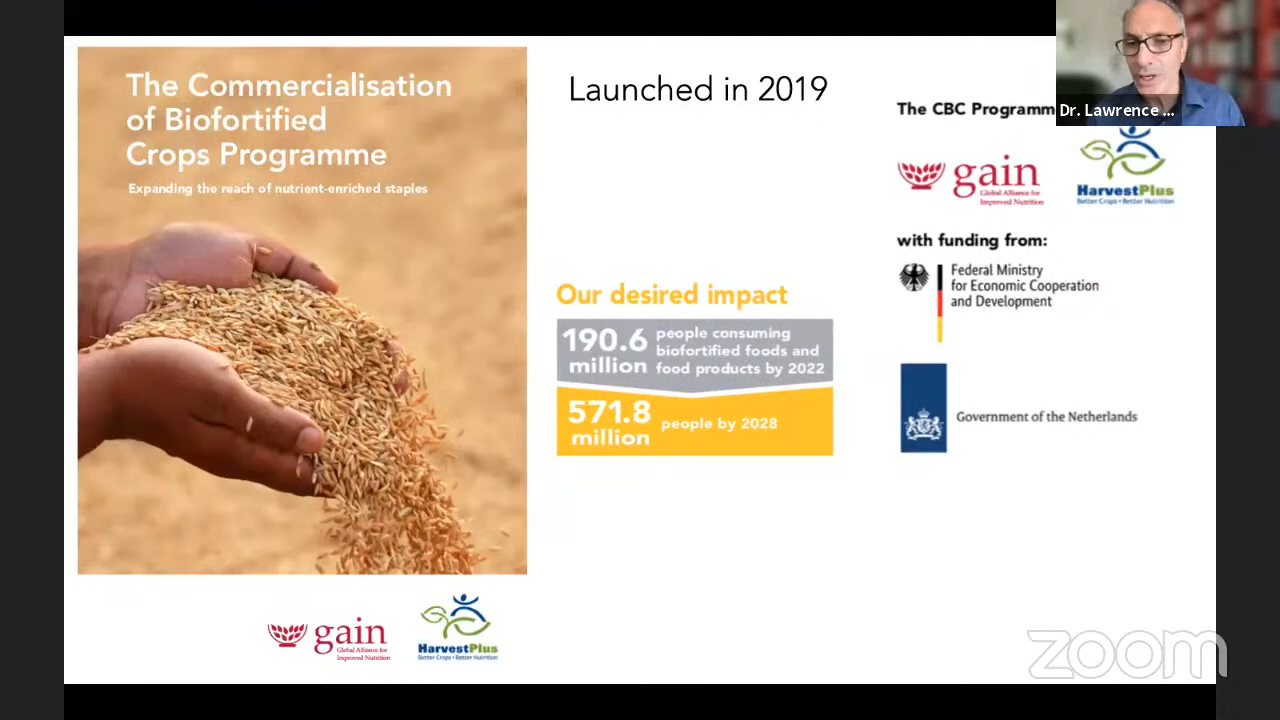 The Commercialisation
of Biofortified
Crops Programme
Expanding the reach of nutrient-enriched staples
gain
Global Alliance for
Improved Nutrition
HarvestPlus
Better Crops • Better Nutrition
Launched in 2019
Our desired impact
190.6
million
people consuming
biofortified foods and
food products by 2022
571.8
million
people by 2028
The CBC Programm
gain
Global Alliance for
Improved Nutrition
HarvestPlus
Better Crops • Better Nutrition
with funding from:
Federal Ministry
for Economic Cooperation
and Development
Government of the Netherlands
Dr. Lawrence ...
zoom